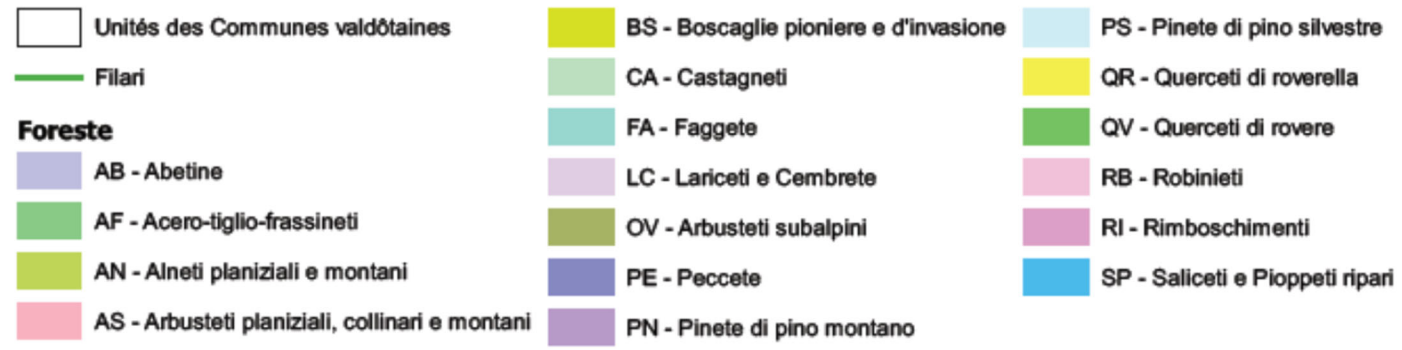 Unités des Communes valdôtaines
Filari
Foreste
AB - Abetine
AF - Acero-tiglio-frassineti
AN - Alneti planiziali e montani
AS - Arbusteti planiziali, collinari e montani
BS - Boscaglie pioniere e d'invasione
CA - Castagneti
FA - Faggete
LC - Lariceti e Cembrete
OV - Arbusteti subalpini
PE - Peccete
PN - Pinete di pino montano
PS - Pinete di pino silvestre
QR - Querceti di roverella
QV - Querceti di rovere
RB - Robinieti
RI - Rimboschimenti
SP - Saliceti e Pioppeti ripari